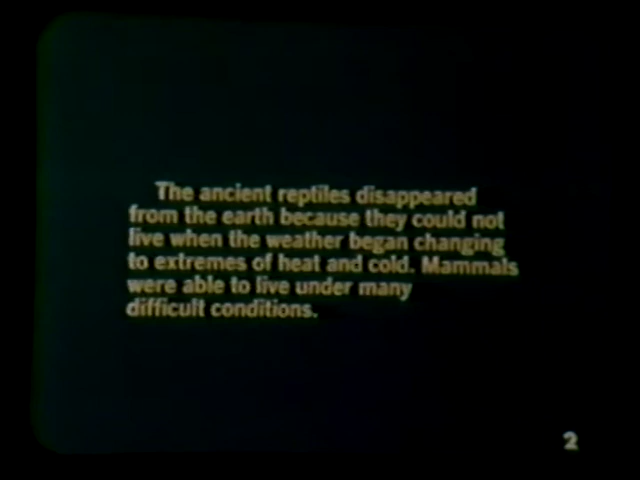 The ancient reptiles disappeared
from the earth because they could not
live when the weather began changing
to extremes of heat and cold. Mammals
were able to live under many
difficult conditions.
2